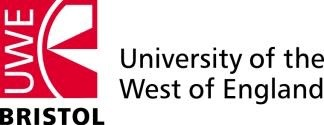 UWE
BRISTOL
University of the
West of England